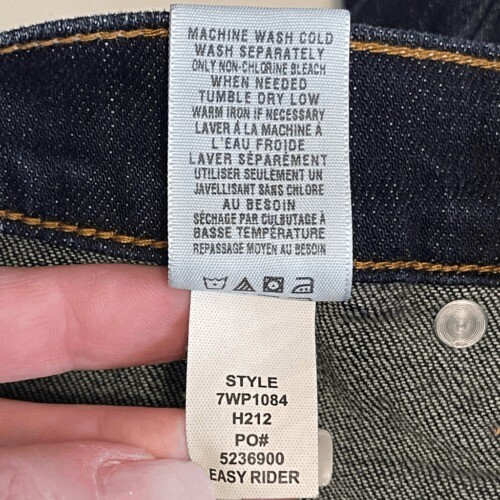 MACHINE WASH COLD
WASH SEPARATELY
ONLY NON-CHLORINE BLEACH
WHEN NEEDED
TUMBLE DRY LOW
WARM IRON IF NECESSARY
LAVER À LA MACHINE À
L'EAU FROIDE
LAVER SÉPARÉMENT
UTILISER SEULEMENT UN
JAVELLISANT SANS CHLORE
AU BESOIN
SÉCHAGE PAR CULBUTAGE À
BASSE TEMPÉRATURE
REPASSAGE MOYEN AU BESOIN
STYLE
7WP1084
H212
PO#
5236900
EASY RIDER